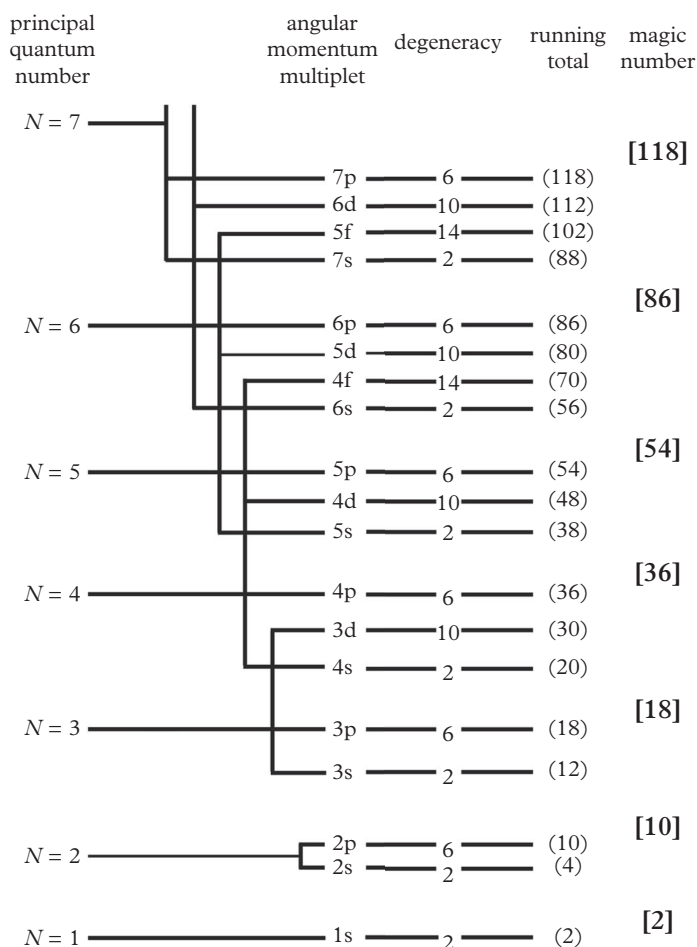 principal quantum number
angular momentum multiplet
degeneracy
running total
magic number
N = 7
[118]
7p 6 (118)
6d 10 (112)
5f 14 (102)
7s 2 (88)
[86]
N = 6 6p 6 (86)
5d 10 (80)
4f 14 (70)
6s 2 (56)
[54]
N = 5 5p 6 (54)
4d 10 (48)
5s 2 (38)
[36]
N = 4 4p 6 (36)
3d 10 (30)
4s 2 (20)
[18]
N = 3 3p 6 (18)
3s 2 (12)
[10]
2p 6 (10)
N = 2
2s 2 (4)
[2]
N = 1 1s 2 (2)